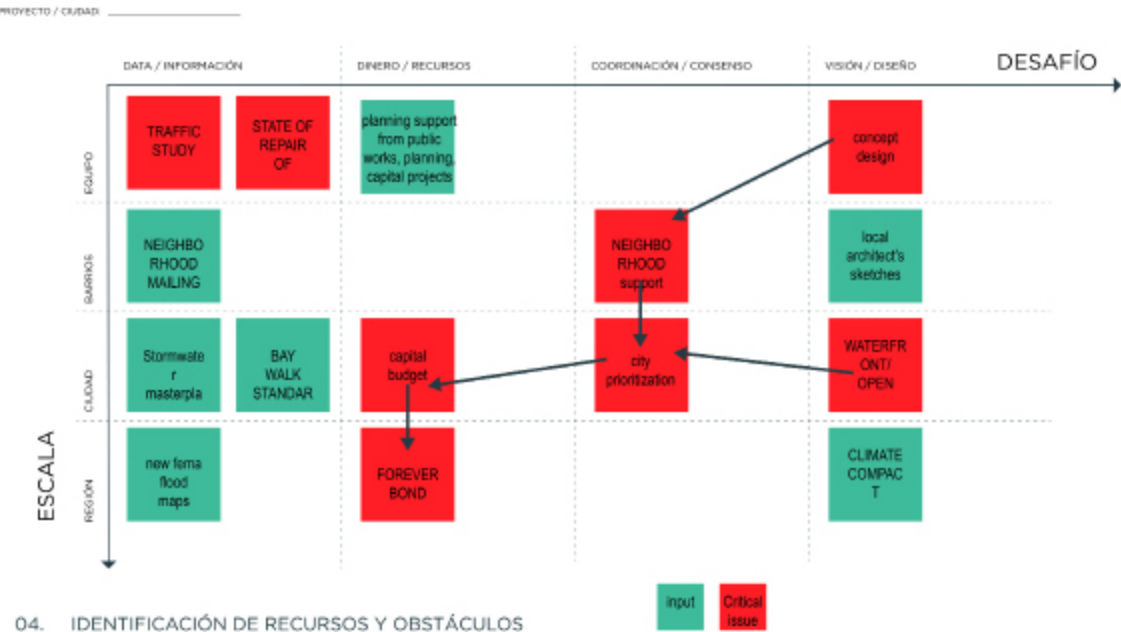 PROYECTO / CIUDAD:
DATA / INFORMACIÓN
DINERO / RECURSOS
COORDINACIÓN / CONSENSO
VISIÓN / DISEÑO
DESAFÍO
EQUIPO
TRAFFIC
STUDY
STATE OF
REPAIR
OF
planning support
from public
works, planning,
capital projects
concept
design
BARRIOS
NEIGHBO
RHOOD
MAILING
NEIGHBO
RHOOD
support
local
architect's
sketches
CIUDAD
Stormwate
r
masterpla
BAY
WALK
STANDAR
capital
budget
city
prioritization
WATERFR
ONT/
OPEN
ESCALA
REGIÓN
new fema
flood
maps
FOREVER
BOND
CLIMATE
COMPAC
T
input
Critical
issue
04. IDENTIFICACIÓN DE RECURSOS Y OBSTÁCULOS